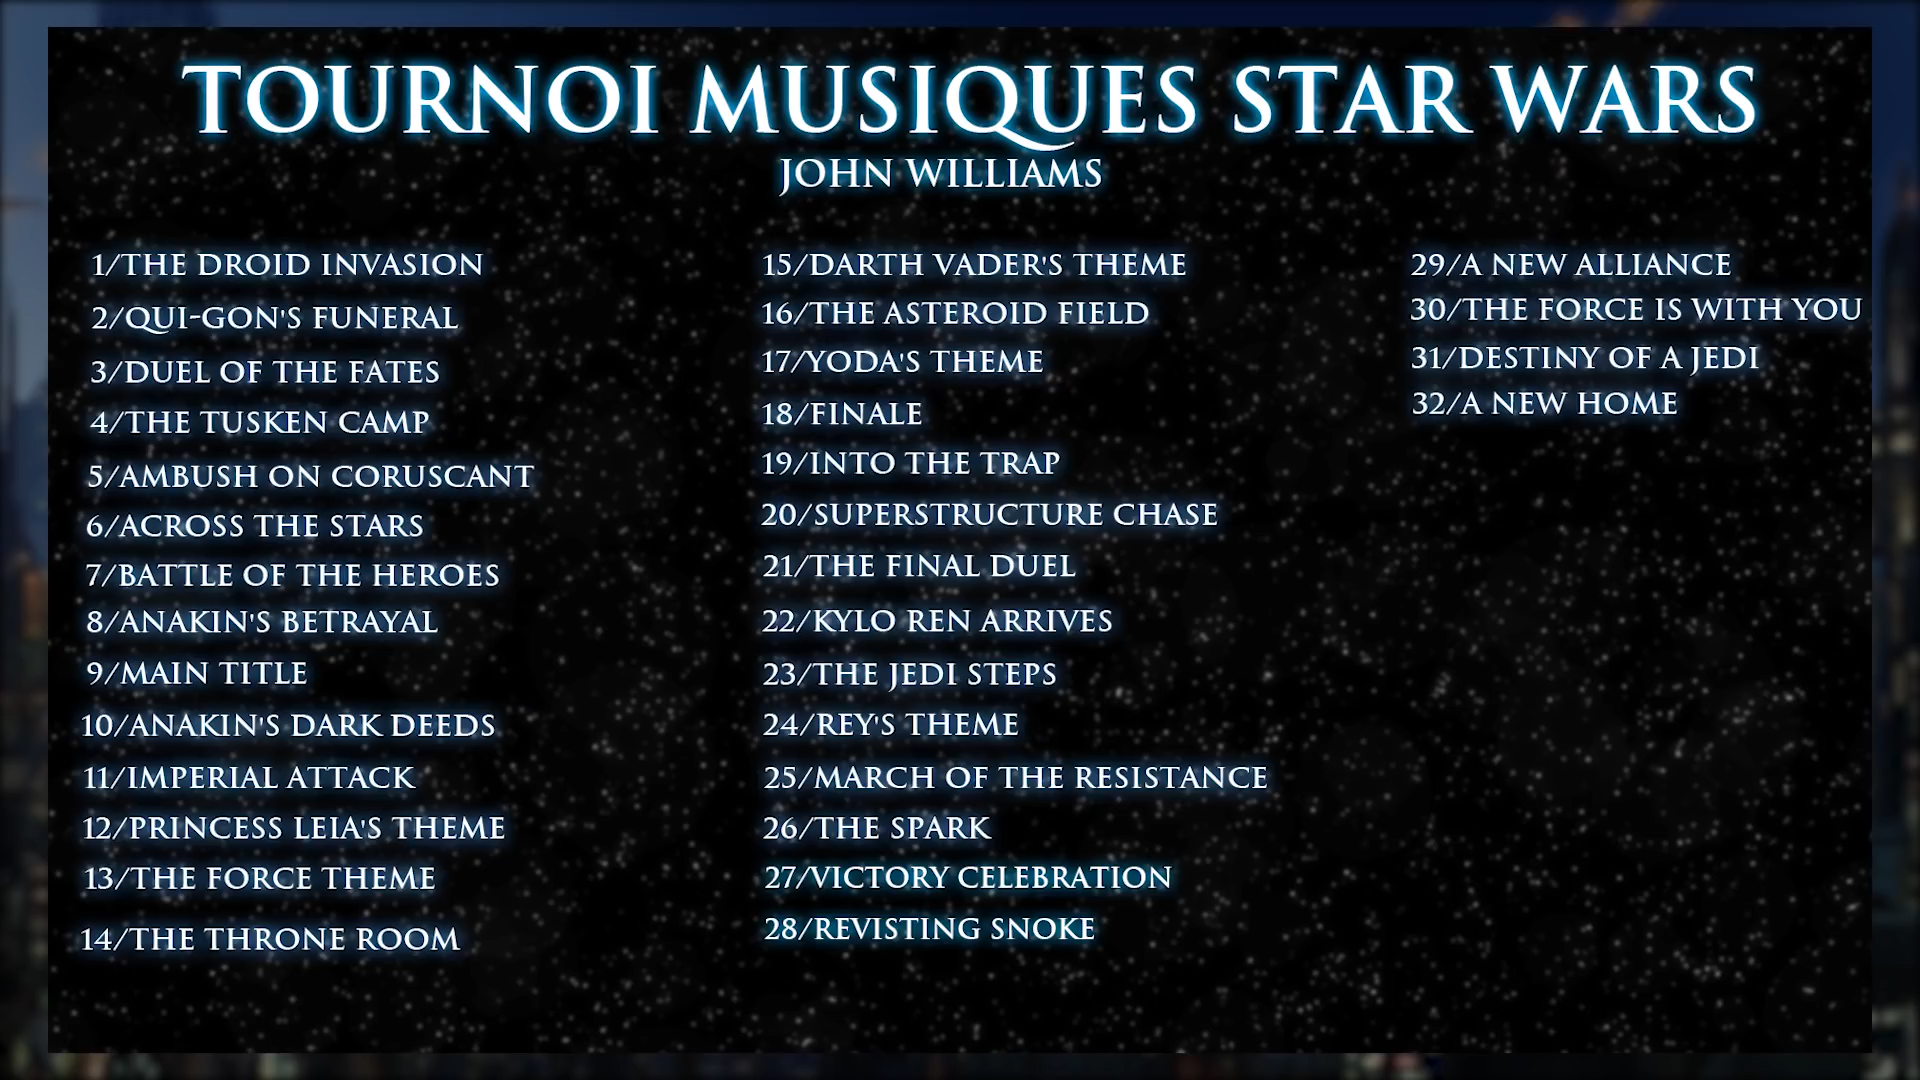 TOURNOI MUSIQUES STAR WARS
JOHN WILLIAMS
1/THE DROID INVASION
2/QUI-GON'S FUNERAL
3/DUEL OF THE FATES
4/THE TUSKEN CAMP
5/AMBUSH ON CORUSCANT
6/ACROSS THE STARS
7/BATTLE OF THE HEROES
8/ANAKIN'S BETRAYAL
9/MAIN TITLE
10/ANAKIN'S DARK DEEDS
11/IMPERIAL ATTACK
12/PRINCESS LEIA'S THEME
13/THE FORCE THEME
14/THE THRONE ROOM
15/DARTH VADER'S THEME
16/THE ASTEROID FIELD
17/YODA'S THEME
18/FINALE
19/INTO THE TRAP
20/SUPERSTRUCTURE CHASE
21/THE FINAL DUEL
22/KYLO REN ARRIVES
23/THE JEDI STEPS
24/REY'S THEME
25/MARCH OF THE RESISTANCE
26/THE SPARK
27/VICTORY CELEBRATION
28/REVISTING SNOKE
29/A NEW ALLIANCE
30/THE FORCE IS WITH YOU
31/DESTINY OF A JEDI
32/A NEW HOME